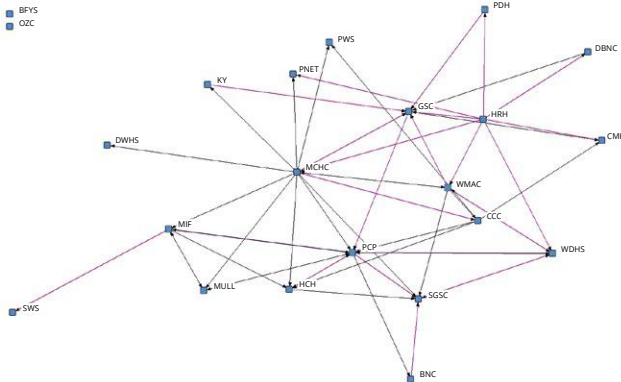 BFYS
OZC
PDH
PWS
DBNC
PNET
KY
GSC
HRH
CMI
DWHS
MCHC
WMAC
CCC
MIF
PCP
WDHS
MULL
HCH
SGSC
SWS
BNC